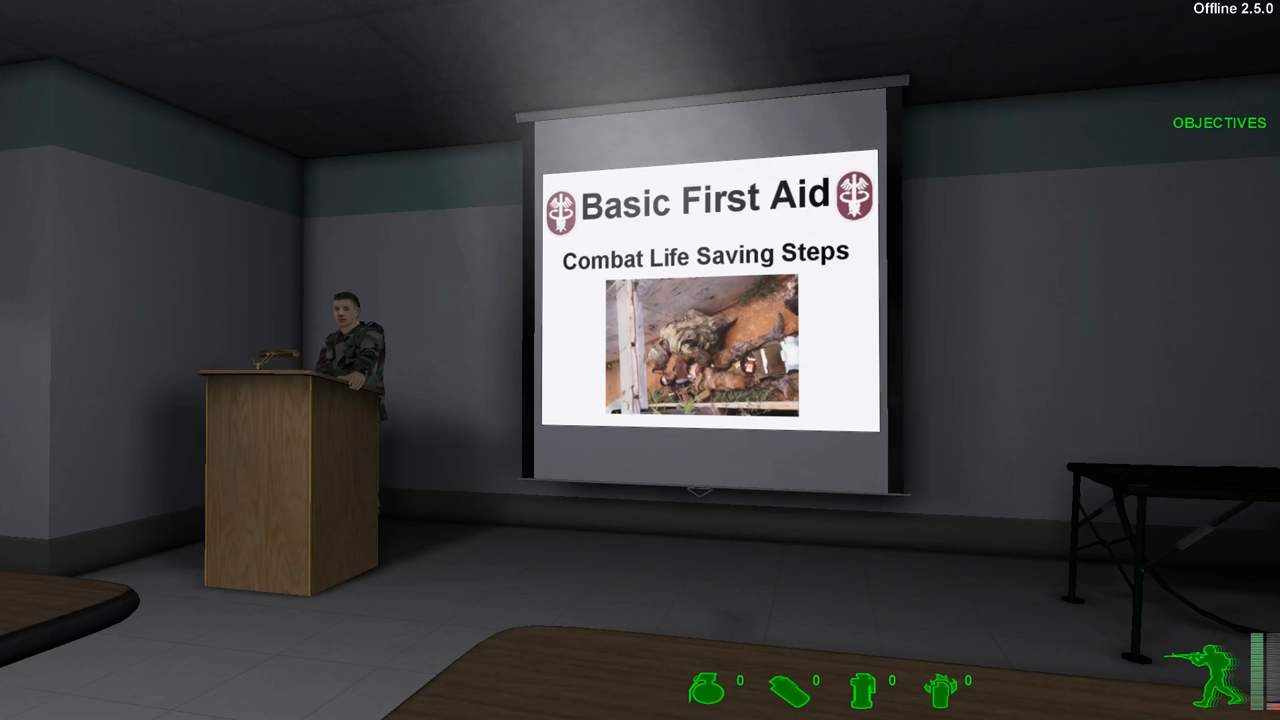 Offline 2.5.0
OBJECTIVES
Basic First Aid
Combat Life Saving Steps
0 0 0 0